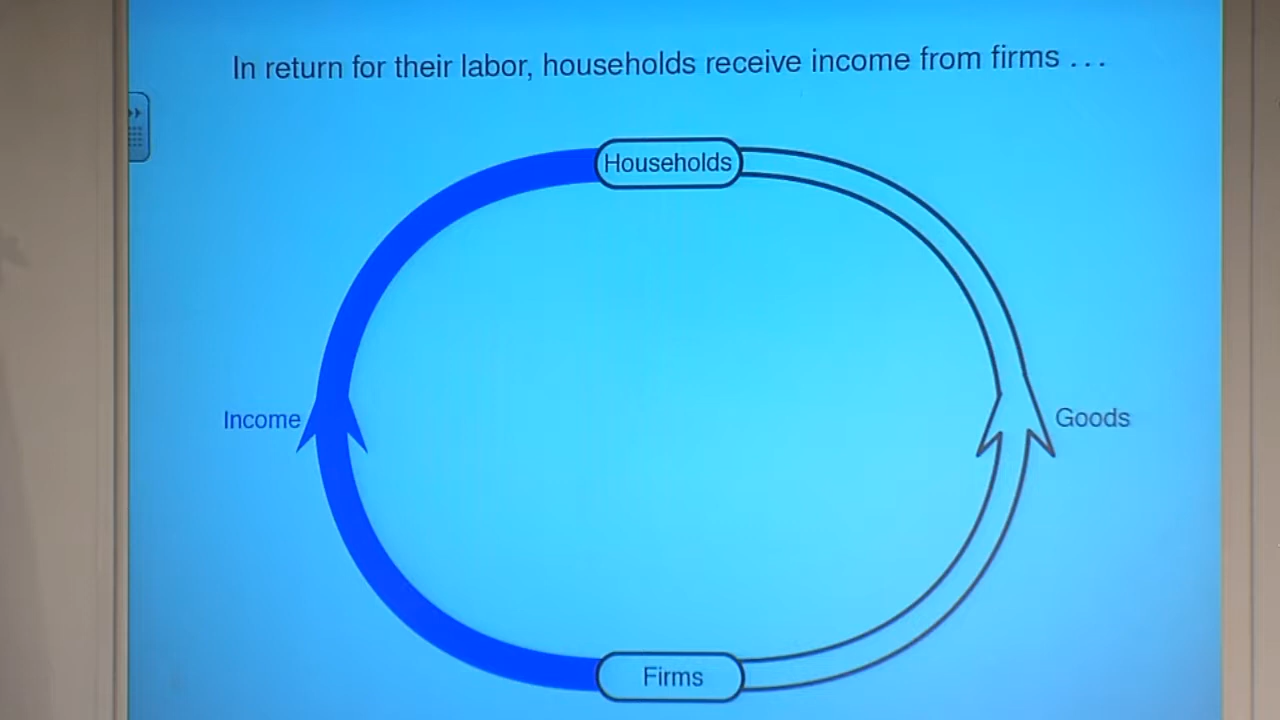 In return for their labor, households receive income from firms . . .
Households
Income
Goods
Firms